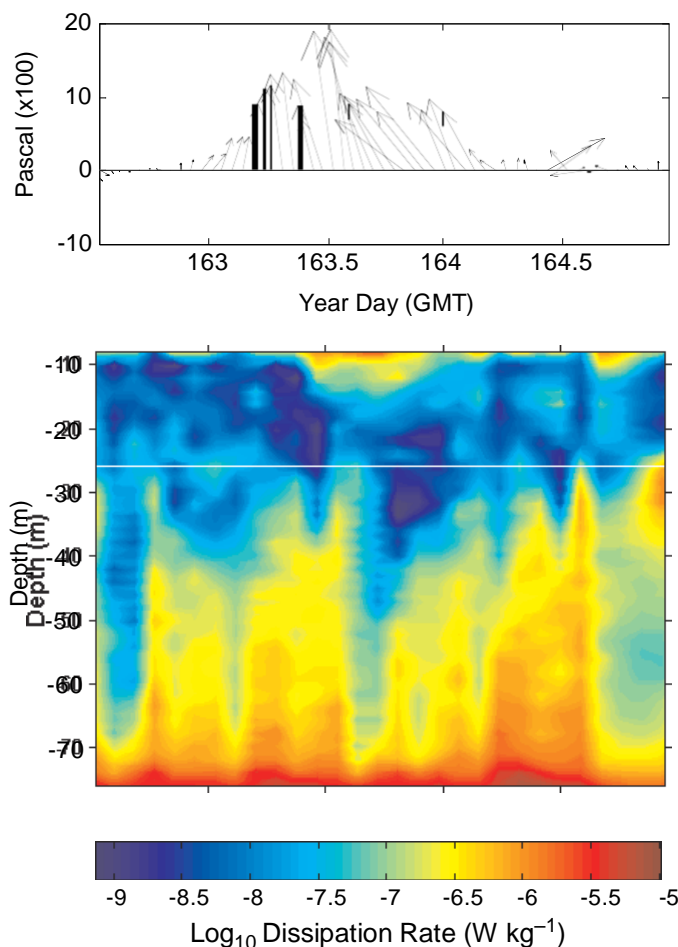 20
10
0
-10
Pascal (x100)
163 163.5 164 164.5
Year Day (GMT)
-10
-20
-30
-40
-50
-60
-70
Depth (m)
Depth (m)
-9 -8.5 -8 -7.5 -7 -6.5 -6 -5.5 -5
Log₁₀ Dissipation Rate (W kg⁻¹)